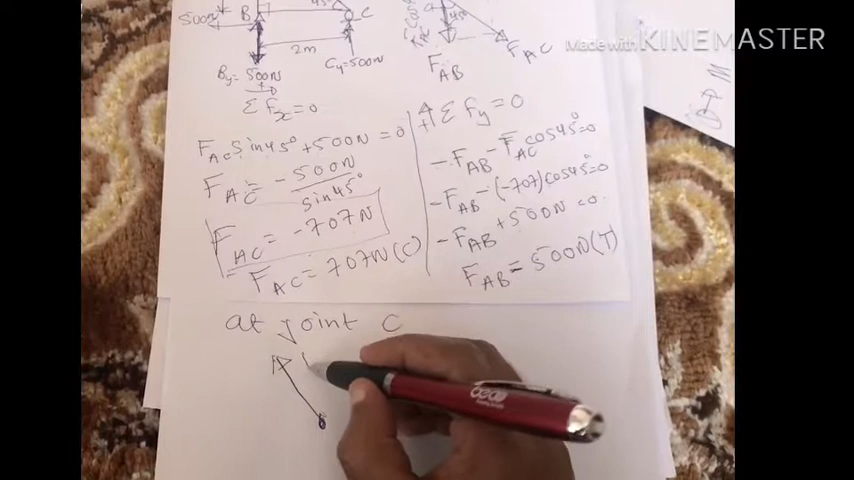 Made with KINEMASTER
45°
500N B C
2m
By=500N
Cy=500N
FAB
FAC
45
Σfx=0
FAC Sin45°+500N=0
FAC= -500N
sin45°
FAC= -707N
FAC= 707N(C)
+ Σfy=0
-FAB - FAC cos45°=0
-FAB-(-707)cos45°=0
-FAB+500N=0.
FAB=500N(T)
at joint C